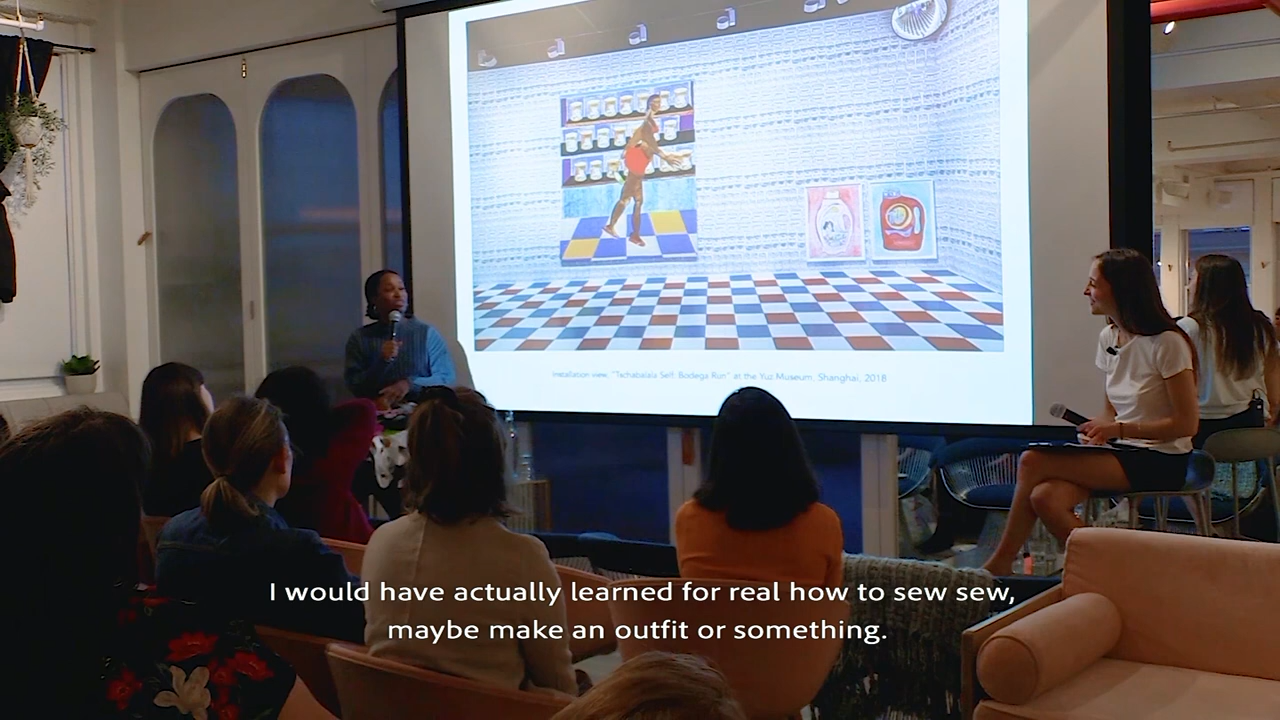 Installation view, "Tschabalala Self: Bodega Run" at the Yuz Museum, Shanghai, 2018
I would have actually learned for real how to sew sew,
maybe make an outfit or something.